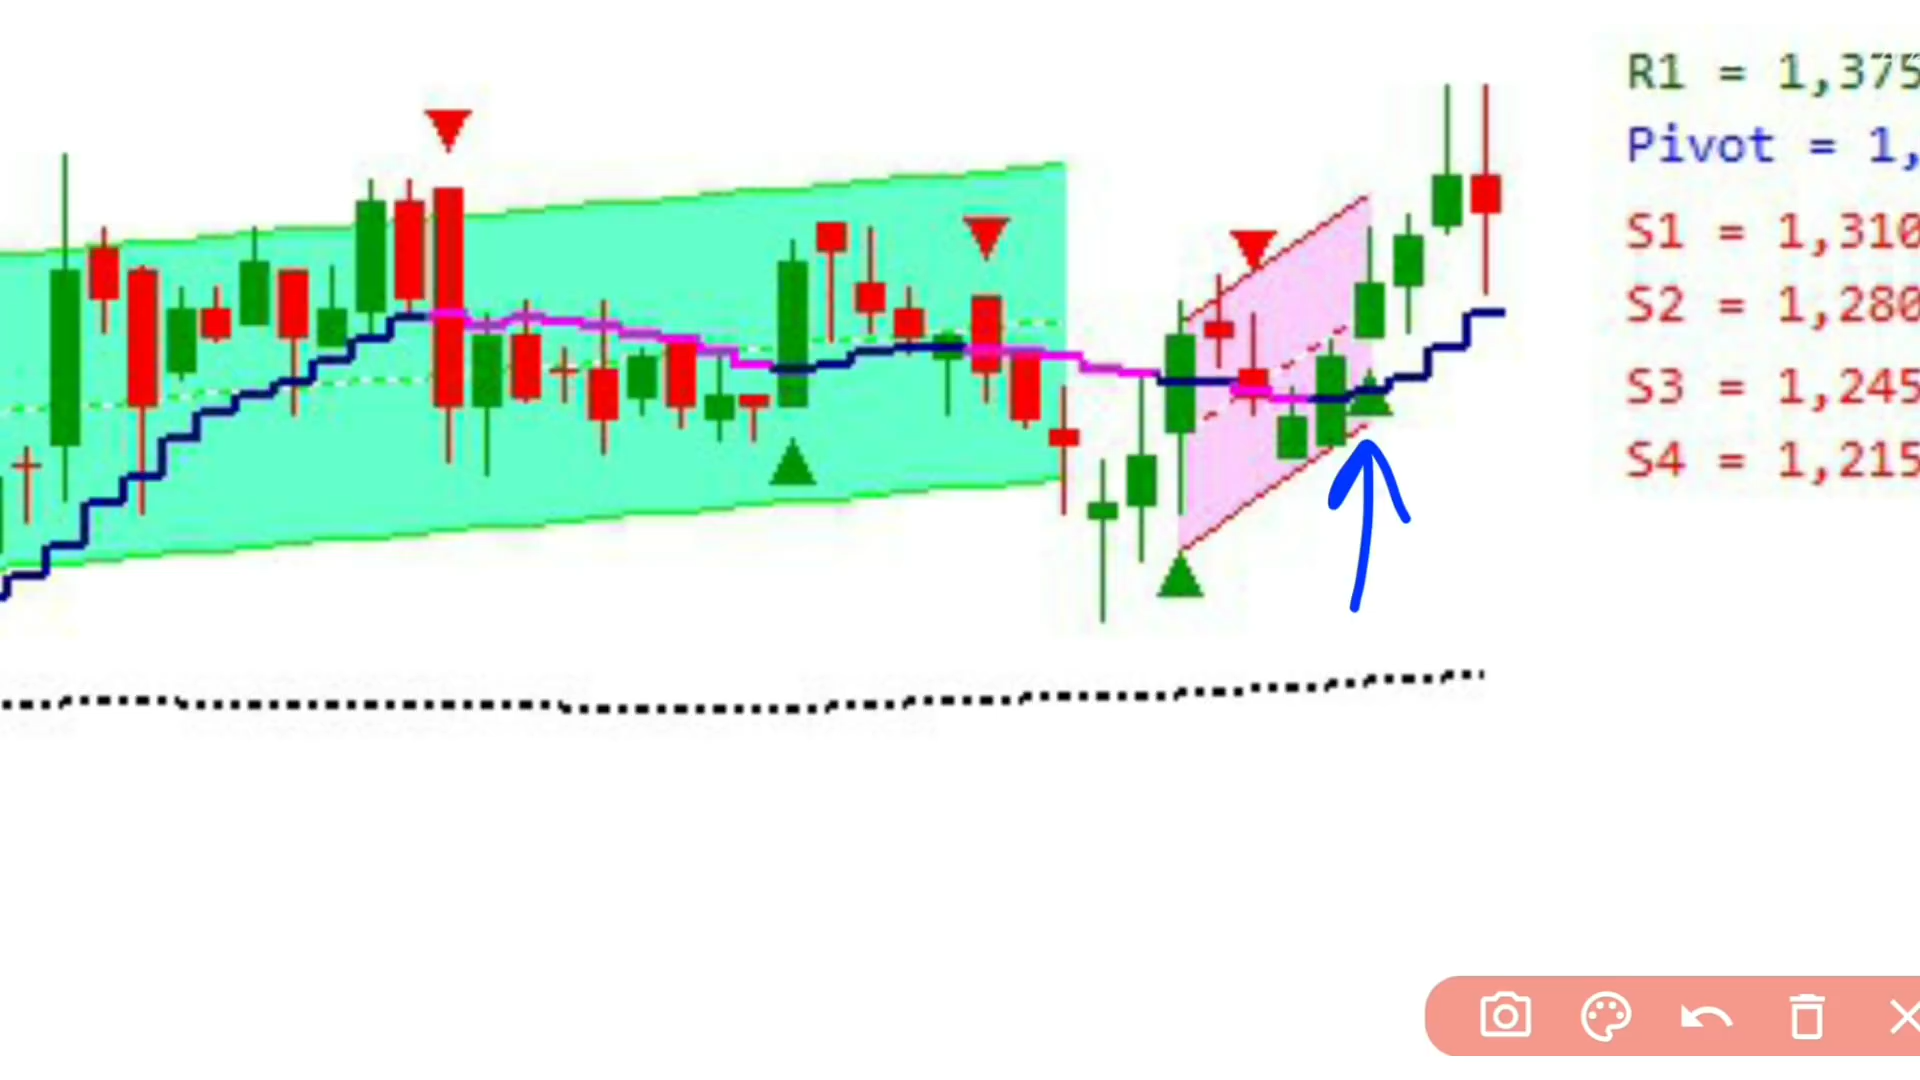 R1 = 1,375
Pivot = 1,
S1 = 1,310
S2 = 1,280
S3 = 1,245
S4 = 1,215